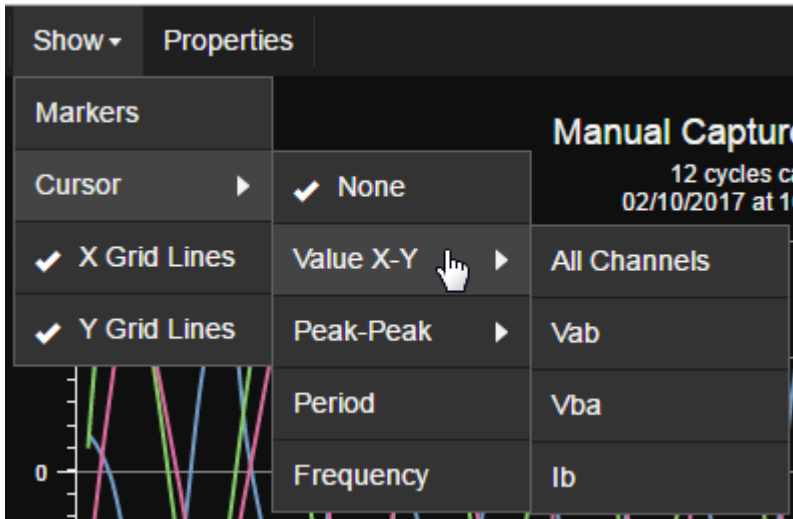 Show Properties
Markers
Cursor
X Grid Lines
Y Grid Lines
None
Value X-Y
Peak-Peak
Period
Frequency
All Channels
Vab
Vba
Ib
Manual Capture
12 cycles
02/10/2017 at
0